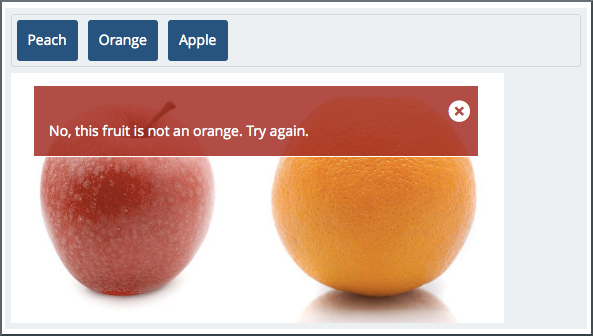 Peach Orange Apple
No, this fruit is not an orange. Try again.